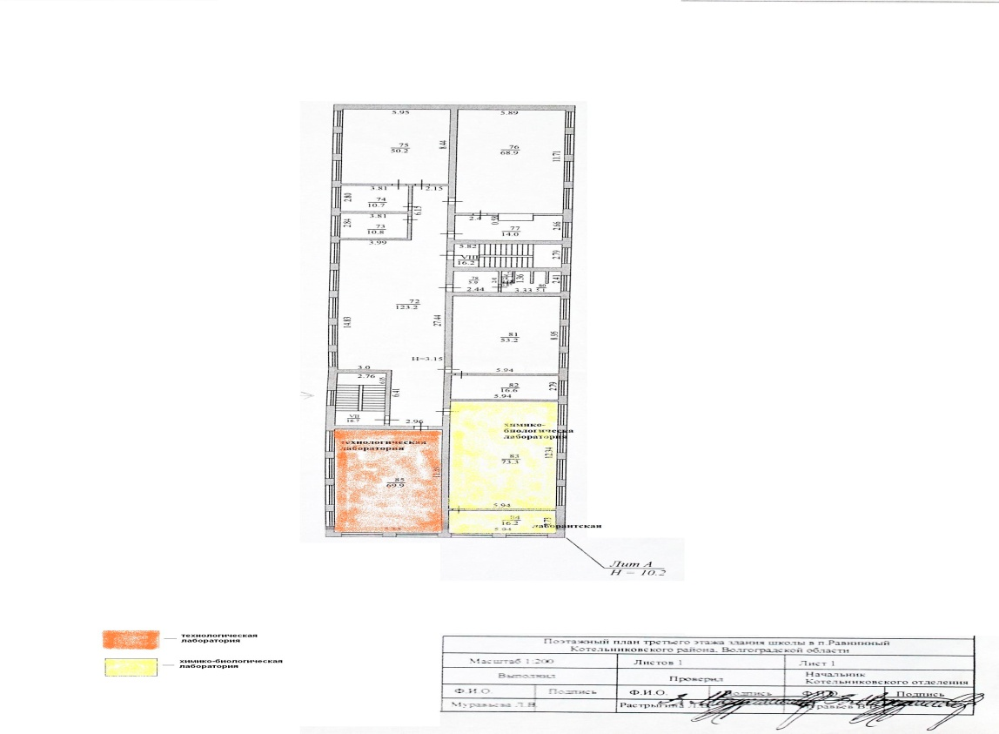 5.95
5.89
75
50.2
8.44
76
68.9
11.71
3.81
2.15
2.80
74
10.7
6.15
3.81
2.84
73
10.8
3.99
0.58
77
14.0
2.66
5.82
VIII
16.2
2.79
78
2.44
1.36
3.33
5.1
2.41
72
123.2
14.83
27.44
81
53.2
8.95
H=3.15
3.0
5.94
2.76
6.05
6.41
82
16.6
2.79
5.94
VII
16.7
2.96
химико-
биологическа
лаборатория
технологическая
лаборатория
83
73.3
12.34
85
69.9
5.94
84
16.2
5.94
лаборантская
Лит А
Н – 10.2
технологическая
лаборатория
химико-биологическая
лаборатория
Поэтажный план третьего этажа здания школы в п.Равнинный
Котельниковского района, Волгоградской области
Масштаб 1:200
Листов 1
Лист 1
Выполнил
Проверил
Начальник
Котельниковского отделения
Ф.И.О.
Подпись
Ф.И.О.
Подпись
Ф.И.О.
Подпись
Муравьева Л.В.
Растрыгина Л.